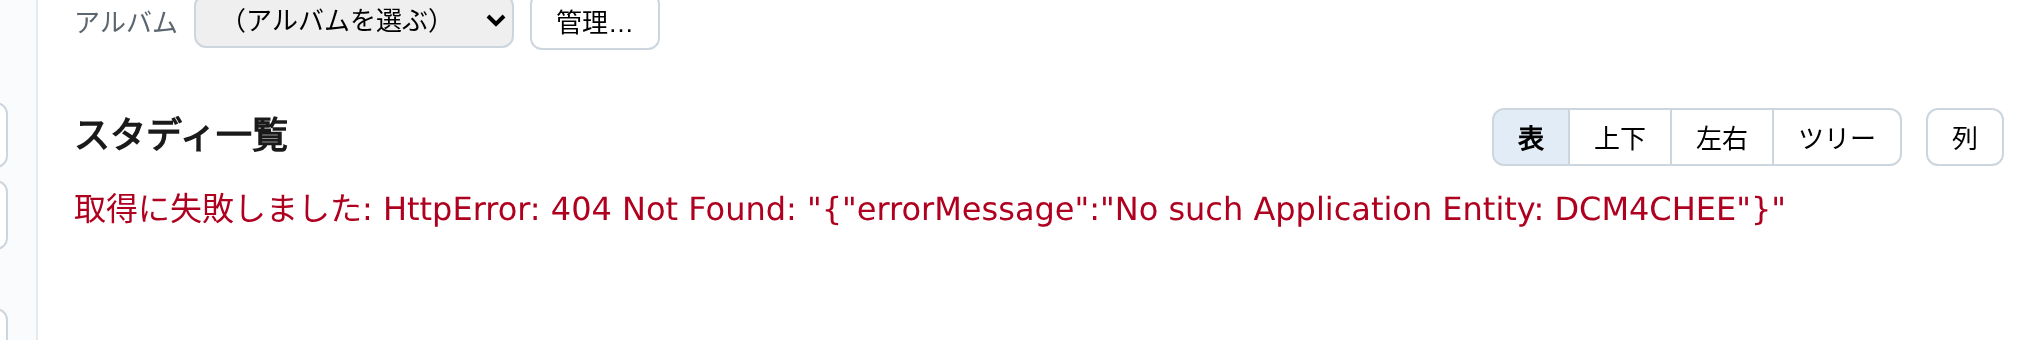 アルバム （アルバムを選ぶ） 管理…
スタディ一覧 表 上下 左右 ツリー 列
取得に失敗しました: HttpError: 404 Not Found: "{"errorMessage":"No such Application Entity: DCM4CHEE"}"